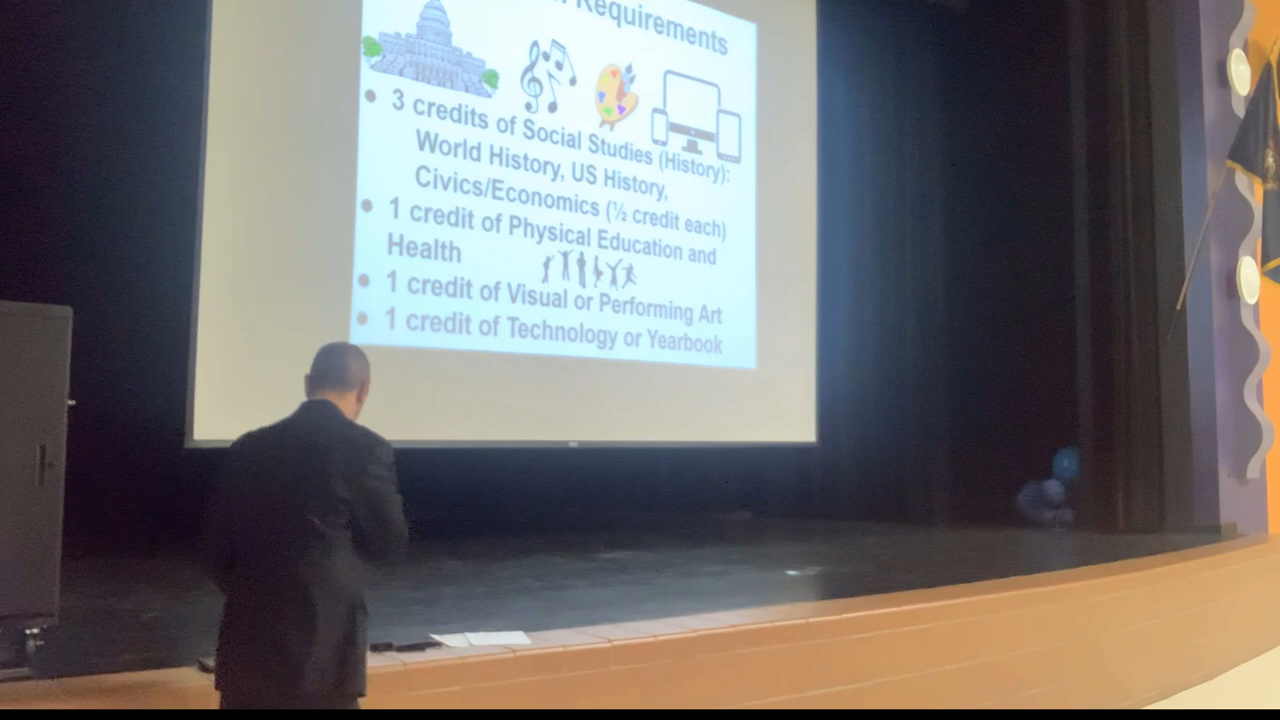 Requirements
• 3 credits of Social Studies (History):
World History, US History,
Civics/Economics (½ credit each)
• 1 credit of Physical Education and
Health
• 1 credit of Visual or Performing Art
• 1 credit of Technology or Yearbook